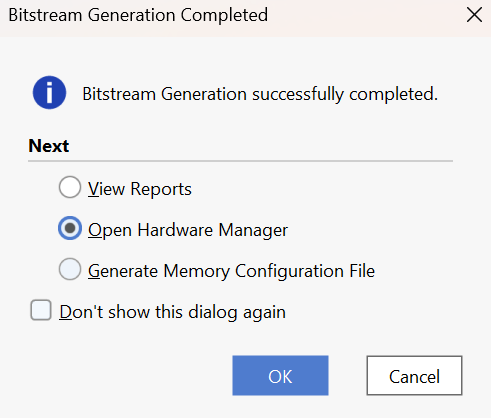 Bitstream Generation Completed
Bitstream Generation successfully completed.
Next
View Reports
Open Hardware Manager
Generate Memory Configuration File
Don't show this dialog again
OK
Cancel